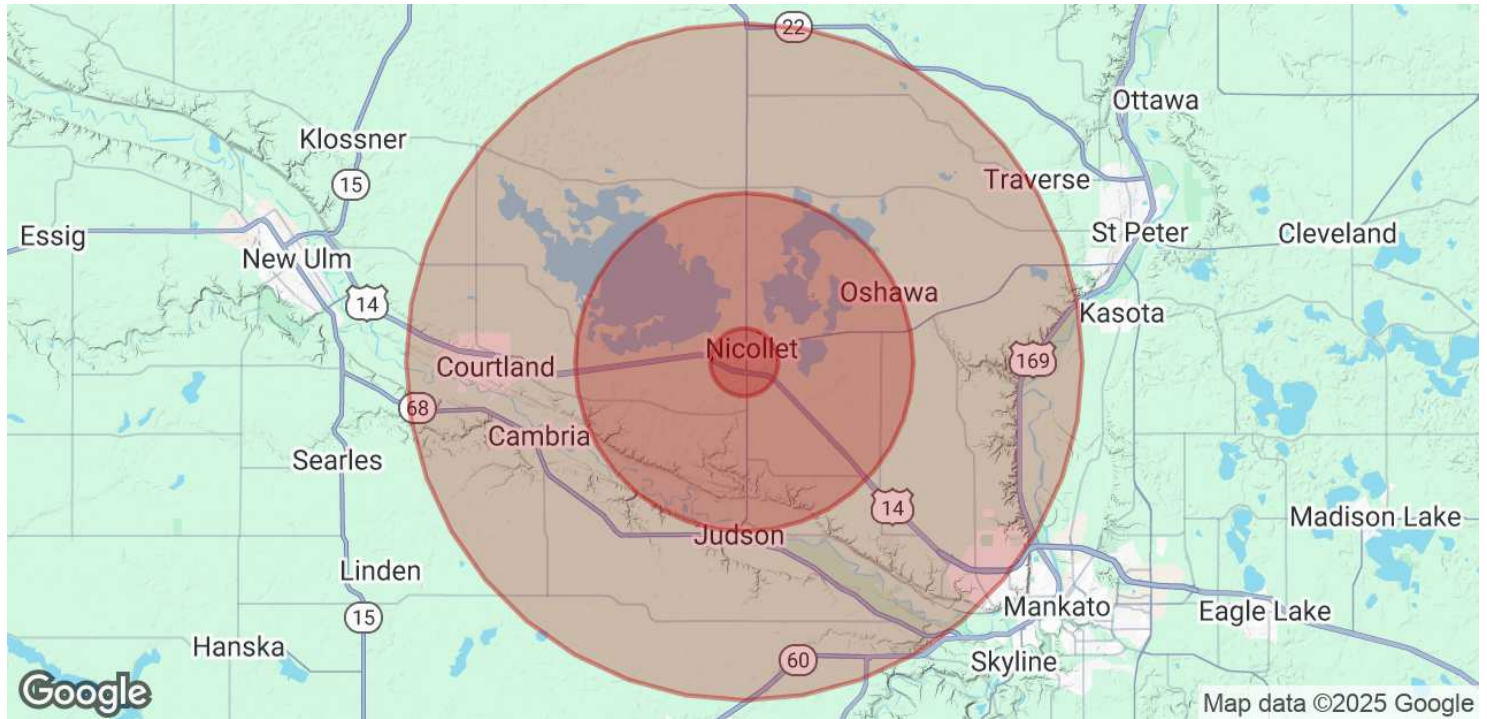 22
Ottawa
Klossner
15
Traverse
Essig
New Ulm
St Peter
Cleveland
14
Oshawa
Kasota
Nicollet
Courtland
169
68
Cambria
Searles
14
Madison Lake
Judson
Linden
Mankato
15
Eagle Lake
Hanska
60
Skyline
Google
Map data ©2025 Google